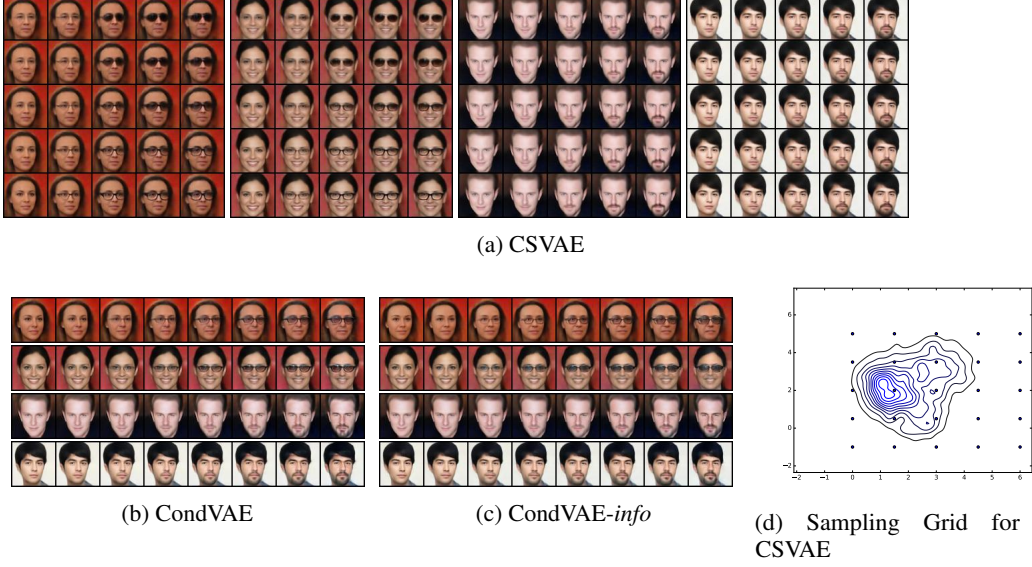 (a) CSVAE
(b) CondVAE
(c) CondVAE-info
6
4
2
0
−2
−2 −1 0 1 2 3 4 5 6
(d) Sampling Grid for
CSVAE